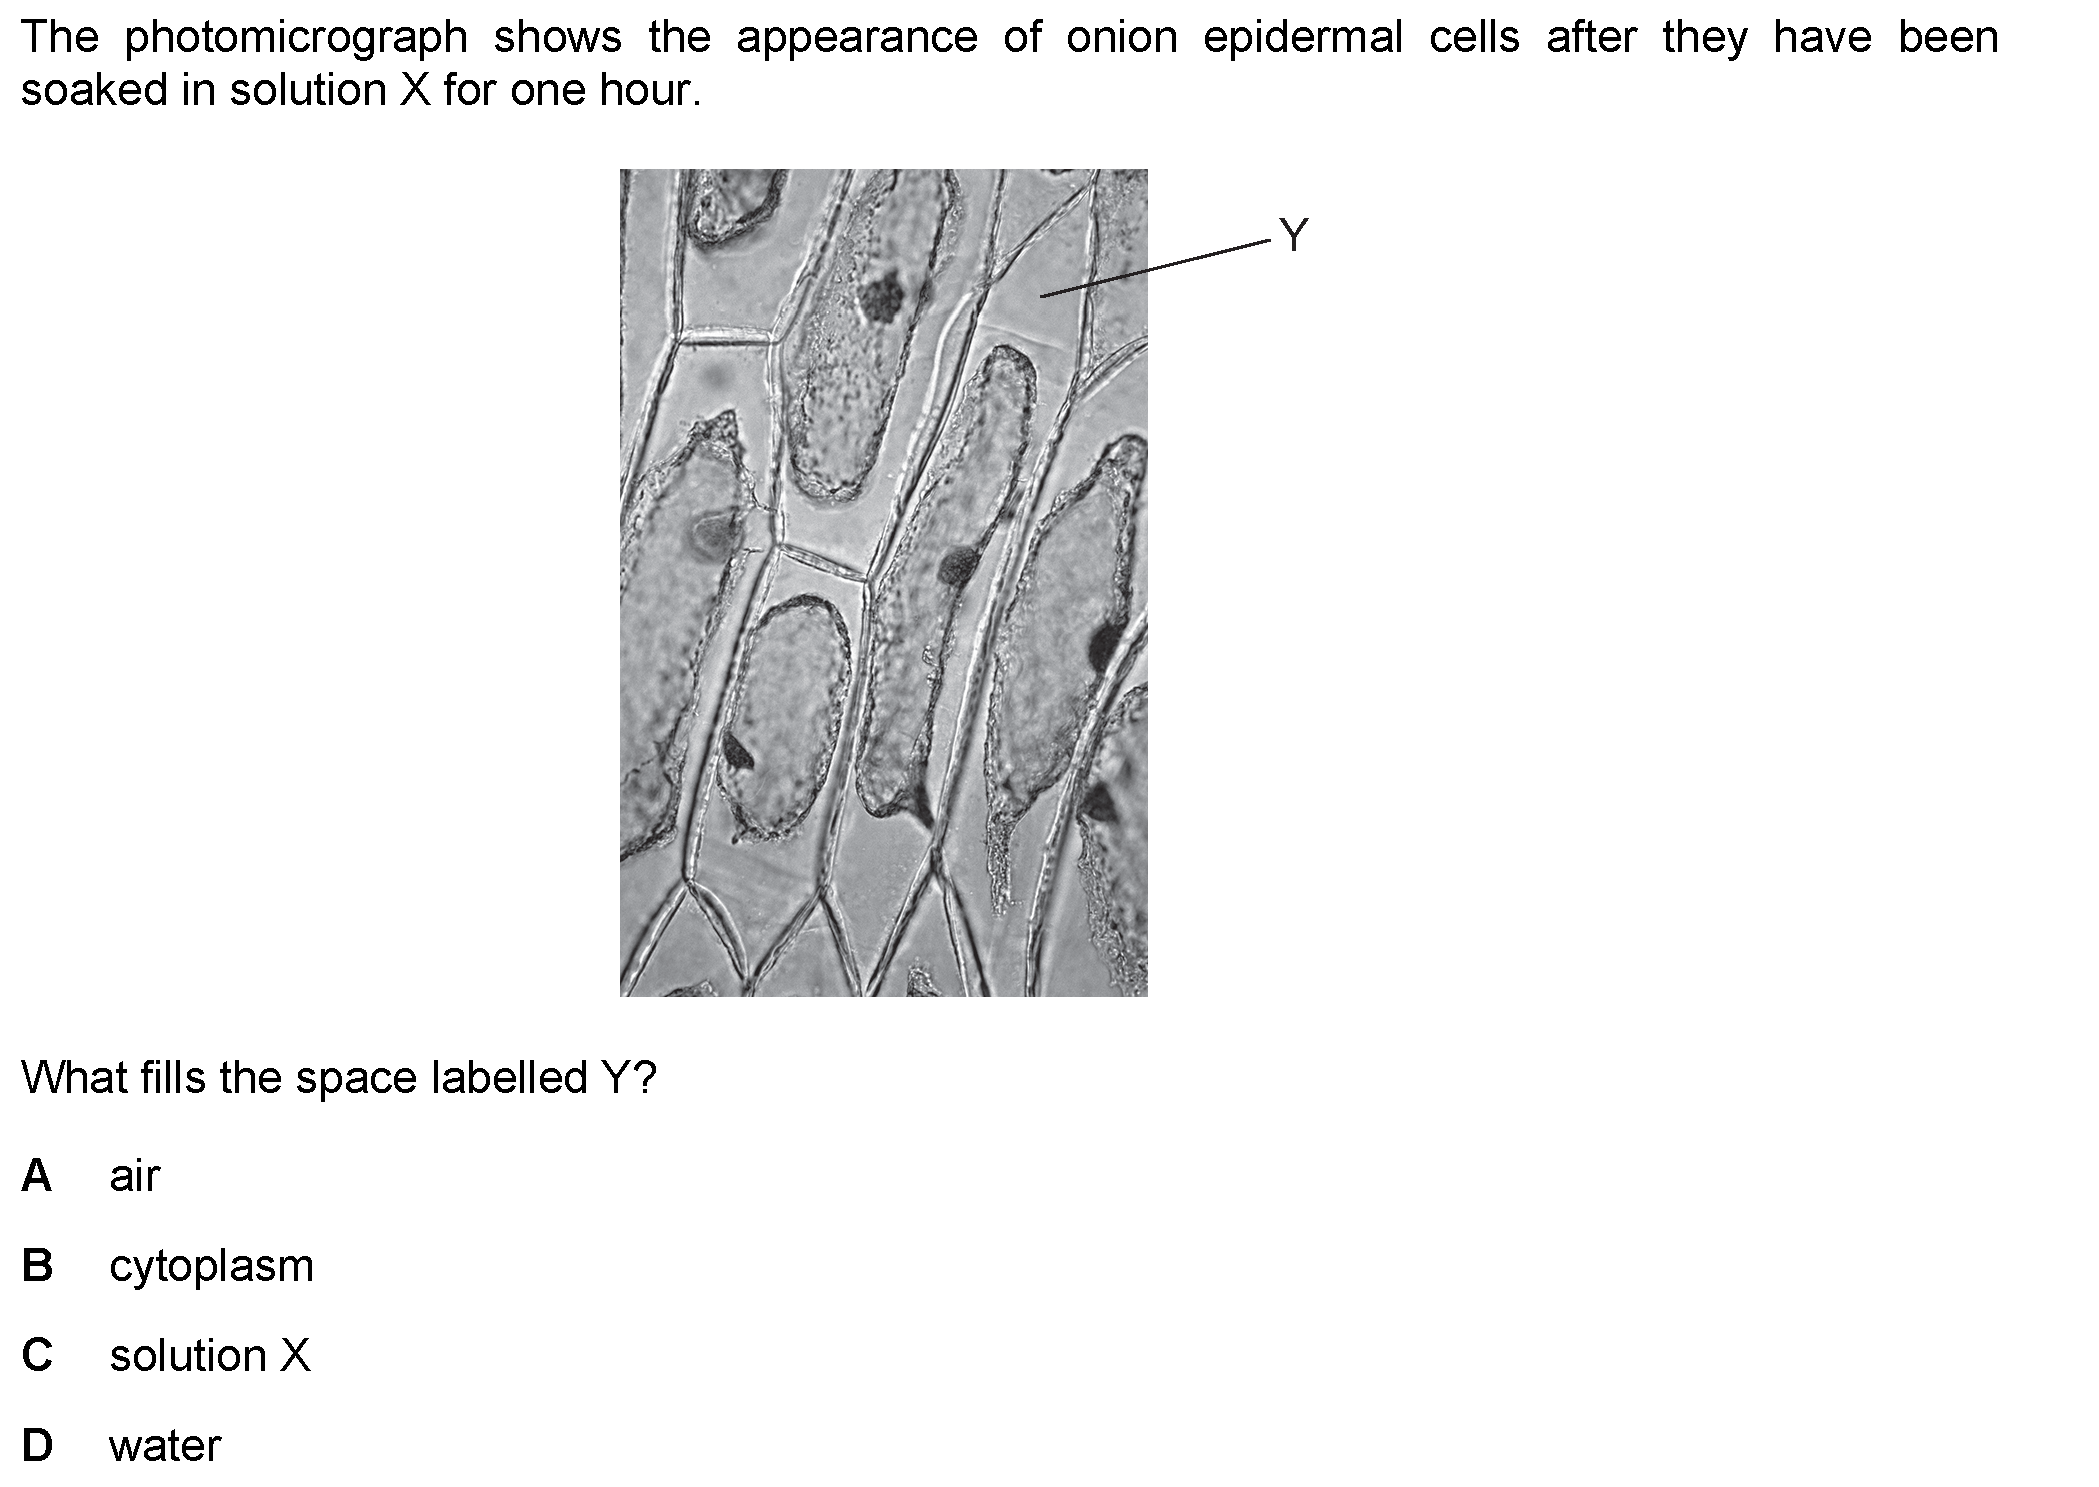 The photomicrograph shows the appearance of onion epidermal cells after they have been
soaked in solution X for one hour.
Y
What fills the space labelled Y?
A air
B cytoplasm
C solution X
D water